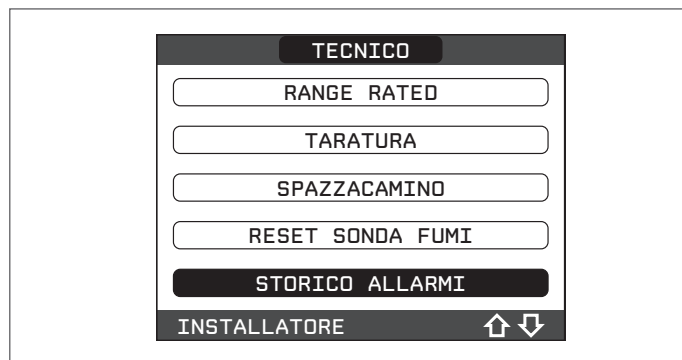 TECNICO
RANGE RATED
TARATURA
SPAZZACAMINO
RESET SONDA FUMI
STORICO ALLARMI
INSTALLATORE